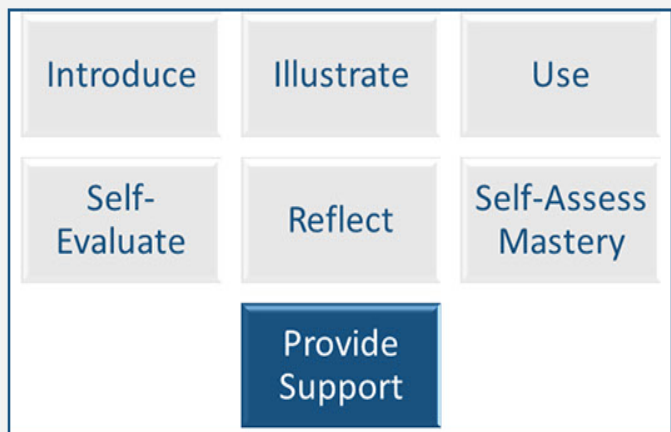 Introduce
Illustrate
Use
Self-
Evaluate
Reflect
Self-Assess
Mastery
Provide
Support